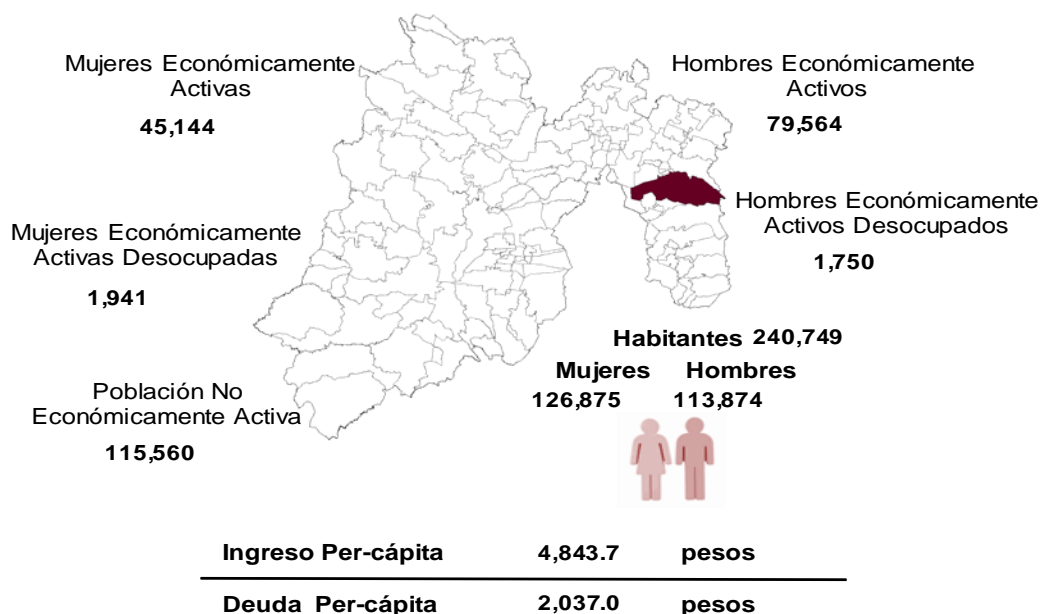 Mujeres Económicamente
Activas
45,144
Hombres Económicamente
Activos
79,564
Mujeres Económicamente
Activas Desocupadas
1,941
Hombres Económicamente
Activos Desocupados
1,750
Población No
Económicamente Activa
115,560
Habitantes 240,749
Mujeres Hombres
126,875 113,874
Ingreso Per-cápita 4,843.7 pesos
Deuda Per-cápita 2,037.0 pesos